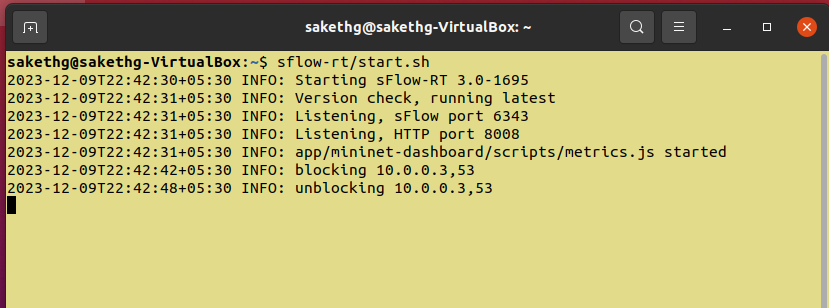 sakethg@sakethg-VirtualBox: ~
sakethg@sakethg-VirtualBox:~$ sflow-rt/start.sh
2023-12-09T22:42:30+05:30 INFO: Starting sFlow-RT 3.0-1695
2023-12-09T22:42:31+05:30 INFO: Version check, running latest
2023-12-09T22:42:31+05:30 INFO: Listening, sFlow port 6343
2023-12-09T22:42:31+05:30 INFO: Listening, HTTP port 8008
2023-12-09T22:42:31+05:30 INFO: app/mininet-dashboard/scripts/metrics.js started
2023-12-09T22:42:42+05:30 INFO: blocking 10.0.0.3,53
2023-12-09T22:42:48+05:30 INFO: unblocking 10.0.0.3,53